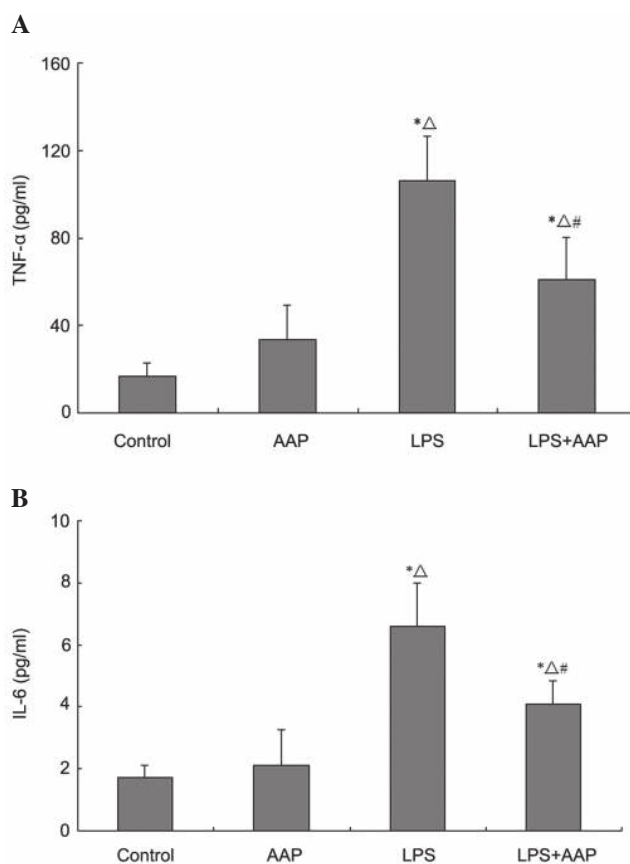 A
160
120
80
40
0
TNF-α (pg/ml)
*△
*△#
Control AAP LPS LPS+AAP
B
10
8
6
4
2
0
IL-6 (pg/ml)
*△
*△#
Control AAP LPS LPS+AAP